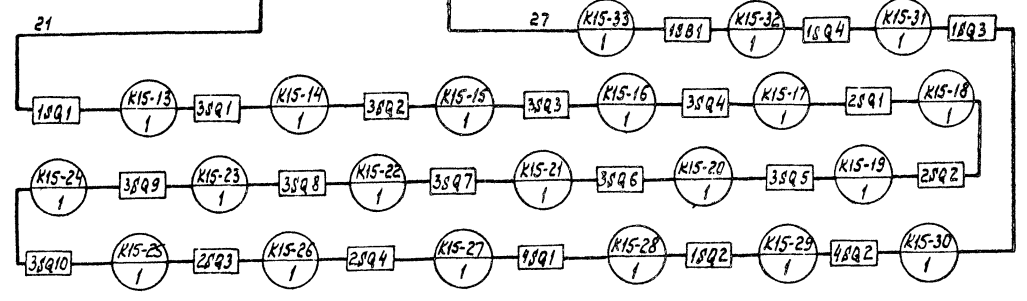 21 27 K15-33 1SB1 K15-32 1SQ4 K15-31 1SQ3
1 1 1
1SQ1 K15-13 3SQ1 K15-14 3SQ2 K15-15 3SQ3 K15-16 3SQ4 K15-17 2SQ1 K15-18
1 1 1 1 1 1
K15-24 3SQ9 K15-23 3SQ8 K15-22 3SQ7 K15-21 3SQ6 K15-20 3SQ5 K15-19 2SQ2
1 1 1 1 1 1
3SQ10 K15-25 2SQ3 K15-26 2SQ4 K15-27 4SQ1 K15-28 1SQ2 K15-29 4SQ2 K15-30
1 1 1 1 1 1